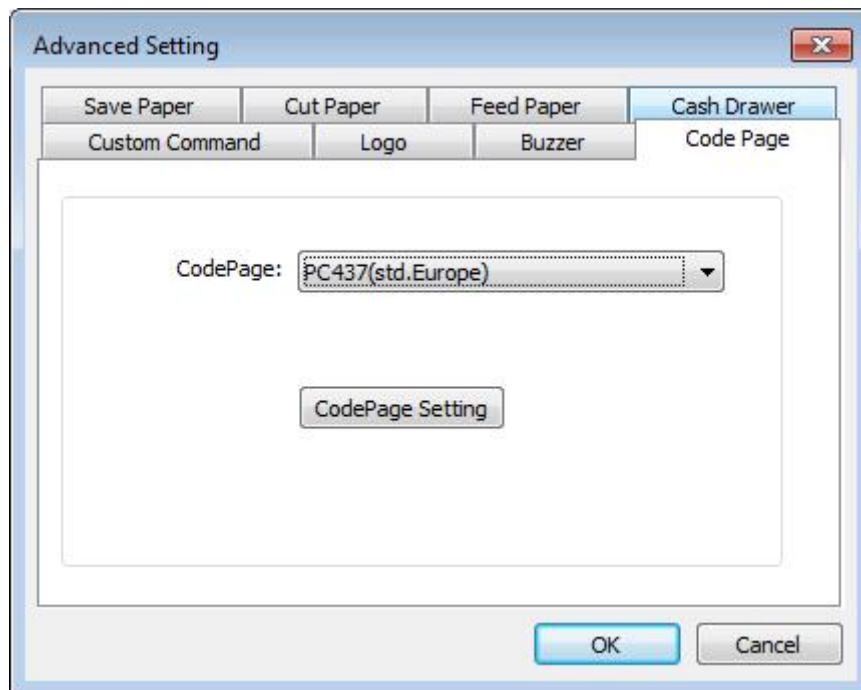 Advanced Setting
Save Paper Cut Paper Feed Paper Cash Drawer
Custom Command Logo Buzzer Code Page
CodePage: PC437(std.Europe)
CodePage Setting
OK Cancel